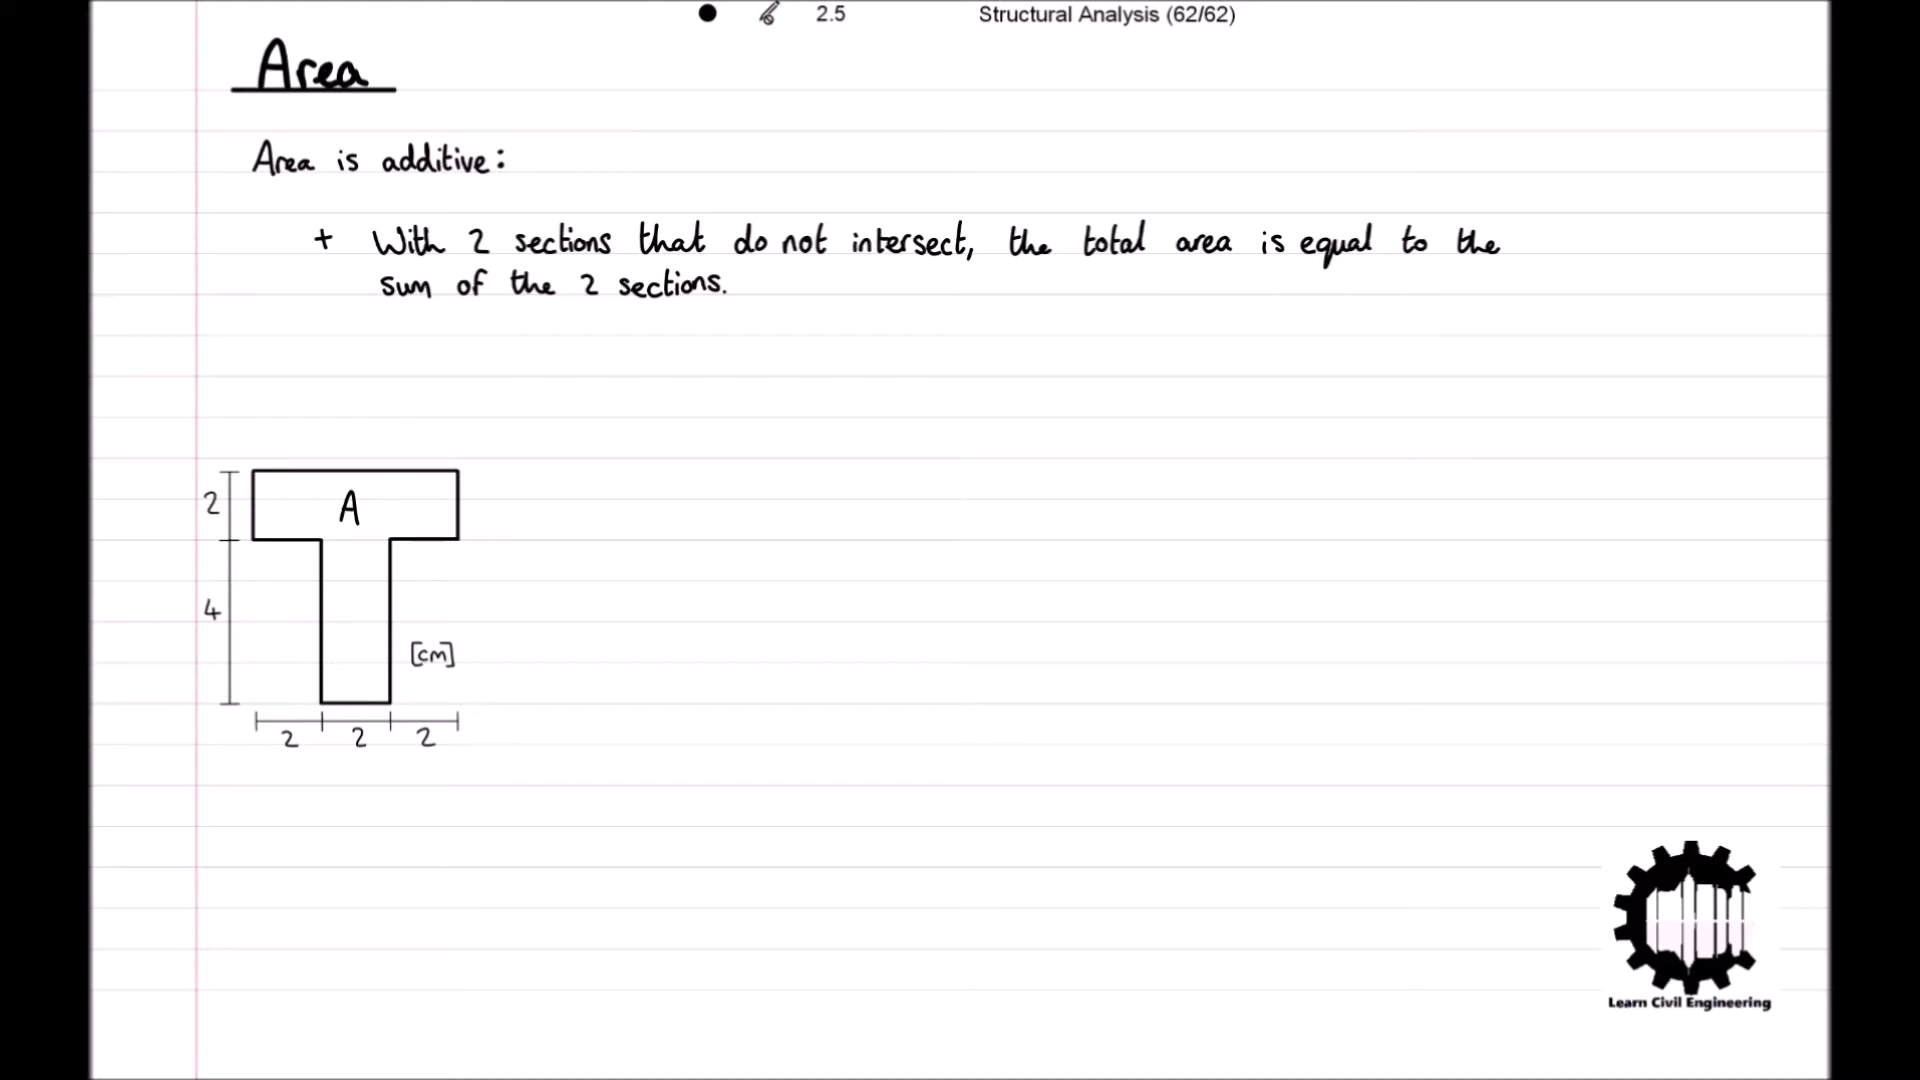 2.5 Structural Analysis (62/62)
Area
Area is additive:
+ With 2 sections that do not intersect, the total area is equal to the
sum of the 2 sections.
2
A
4
[cm]
2 2 2
Learn Civil Engineering